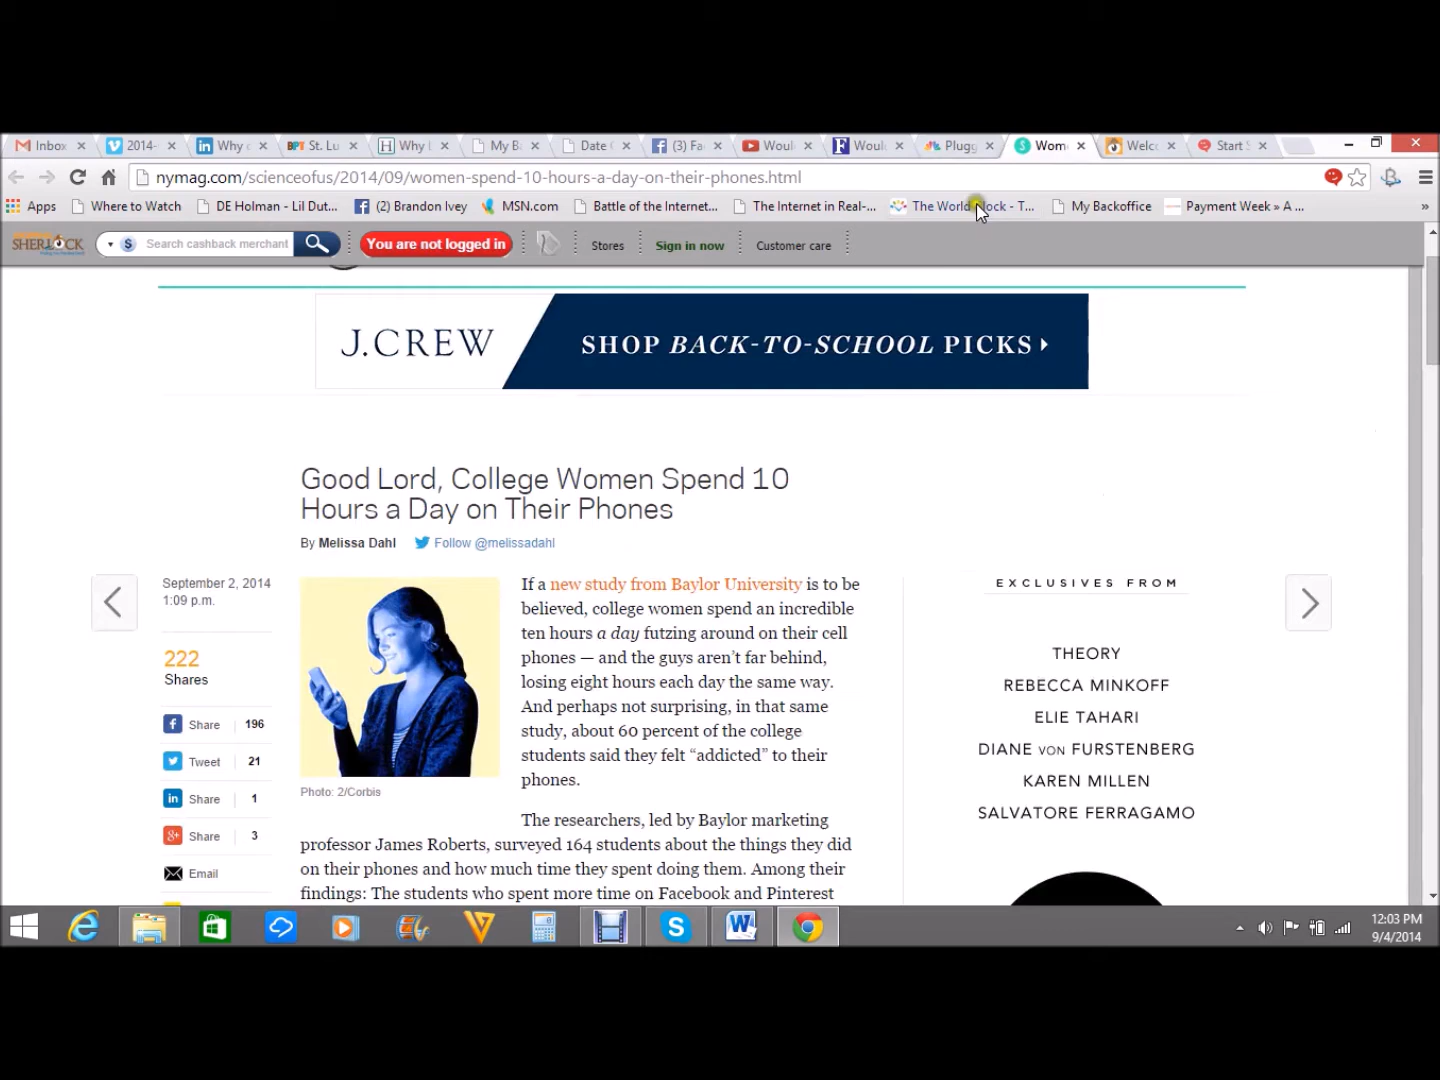 Inbox
2014-
Why
St. Lu
Why
My B
Date
(3) Fa
Woul
Woul
Plugg
Wom
Welc
Start
nymag.com/scienceofus/2014/09/women-spend-10-hours-a-day-on-their-phones.html
Apps
Where to Watch
DE Holman - Lil Dut...
(2) Brandon Ivey
MSN.com
Battle of the Internet...
The Internet in Real-...
The World Clock - T...
My Backoffice
Payment Week » A ...
»
SHERLOCK
Search cashback merchant
You are not logged in
Stores
Sign in now
Customer care
J.CREW
SHOP BACK-TO-SCHOOL PICKS
Good Lord, College Women Spend 10
Hours a Day on Their Phones
By Melissa Dahl
Follow @melissadahl
September 2, 2014
1:09 p.m.
222
Shares
Share 196
Tweet 21
Share 1
Share 3
Email
Photo: 2/Corbis
If a new study from Baylor University is to be
believed, college women spend an incredible
ten hours a day futzing around on their cell
phones — and the guys aren’t far behind,
losing eight hours each day the same way.
And perhaps not surprising, in that same
study, about 60 percent of the college
students said they felt “addicted” to their
phones.
The researchers, led by Baylor marketing
professor James Roberts, surveyed 164 students about the things they did
on their phones and how much time they spent doing them. Among their
findings: The students who spent more time on Facebook and Pinterest
EXCLUSIVES FROM
THEORY
REBECCA MINKOFF
ELIE TAHARI
DIANE VON FURSTENBERG
KAREN MILLEN
SALVATORE FERRAGAMO
12:03 PM
9/4/2014